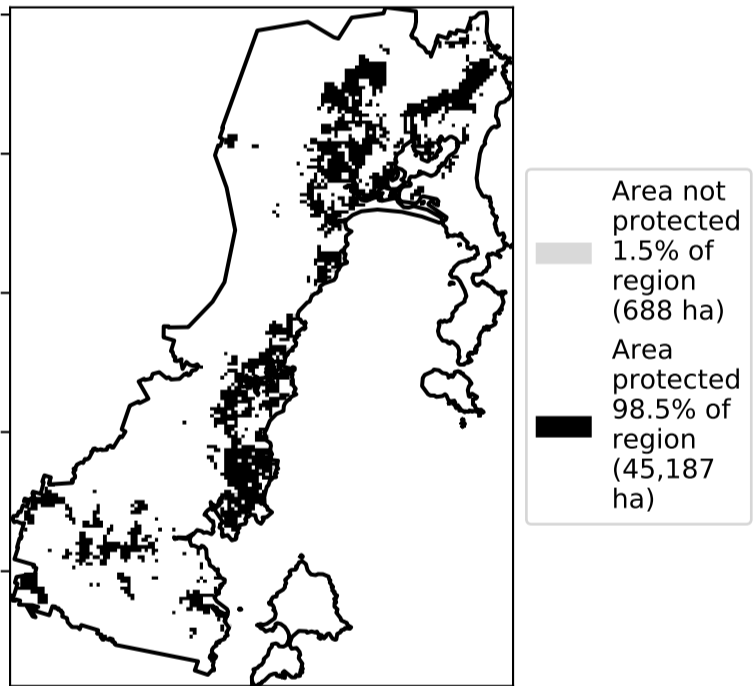 Area not
protected
1.5% of
region
(688 ha)
Area
protected
98.5% of
region
(45,187
ha)